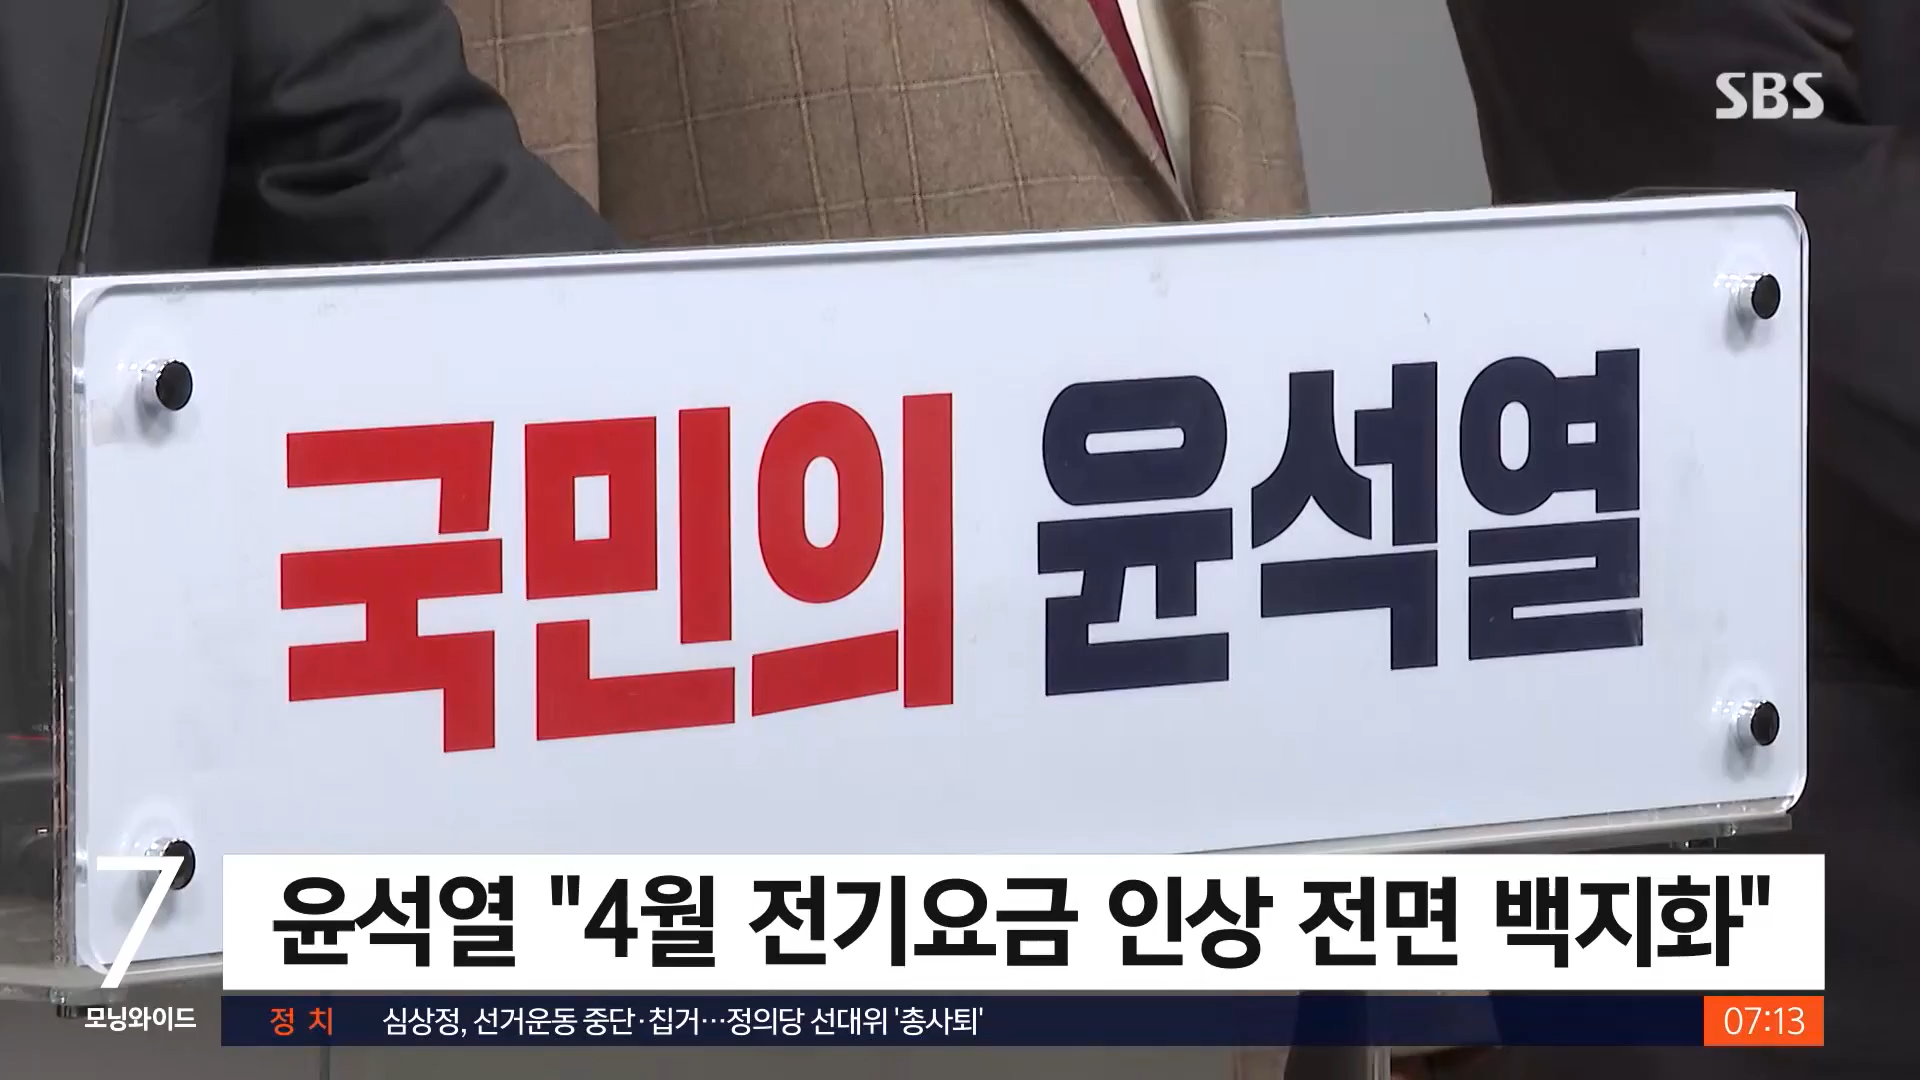 SBS
국민의 윤석열
윤석열 "4월 전기요금 인상 전면 백지화"
7
모닝와이드
정 치
심상정, 선거운동 중단·칩거…정의당 선대위 '총사퇴'
07:13